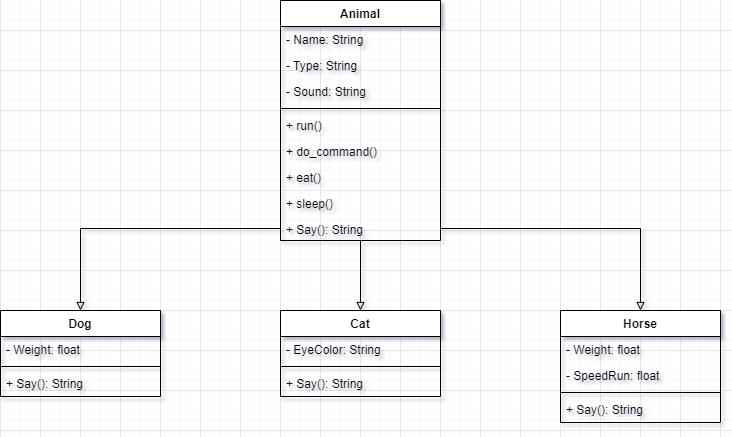 Animal
- Name: String
- Type: String
- Sound: String
+ run()
+ do_command()
+ eat()
+ sleep()
+ Say(): String
Dog
- Weight: float
+ Say(): String
Cat
- EyeColor: String
+ Say(): String
Horse
- Weight: float
- SpeedRun: float
+ Say(): String